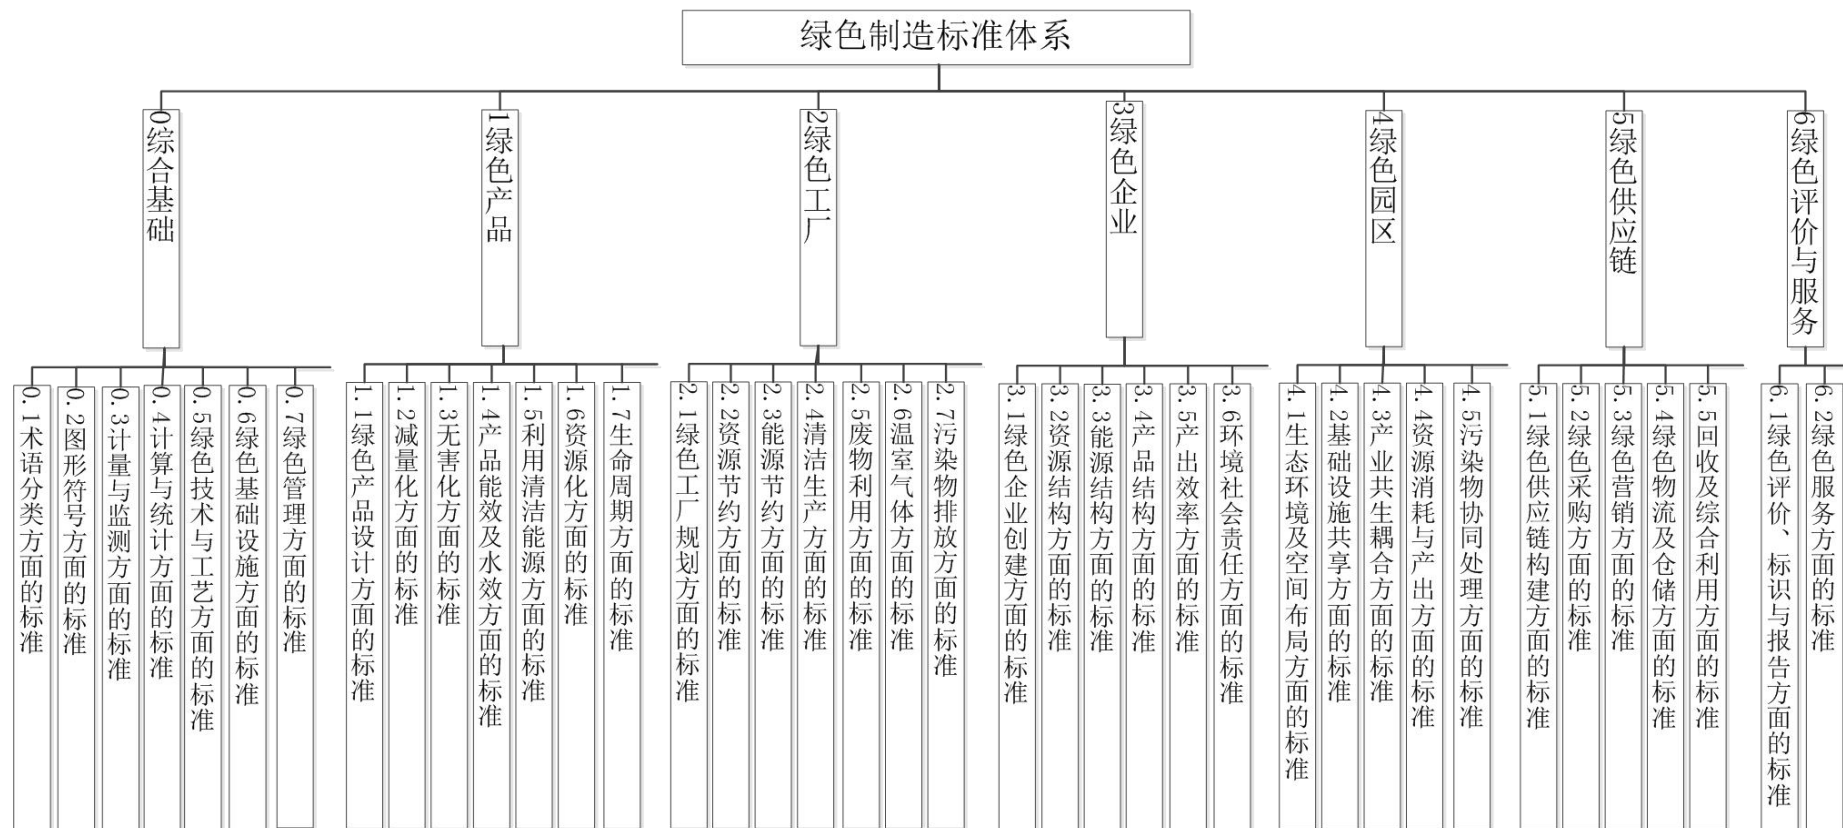 绿色制造标准体系
0综合基础
1绿色产品
2绿色工厂
3绿色企业
4绿色园区
5绿色供应链
6绿色评价与服务
0.1术语分类方面的标准
0.2图形符号方面的标准
0.3计量与监测方面的标准
0.4计算与统计方面的标准
0.5绿色技术与工艺方面的标准
0.6绿色基础设施方面的标准
0.7绿色管理方面的标准
1.1绿色产品设计方面的标准
1.2减量化方面的标准
1.3无害化方面的标准
1.4产品能效及水效方面的标准
1.5利用清洁能源方面的标准
1.6资源化方面的标准
1.7生命周期方面的标准
2.1绿色工厂规划方面的标准
2.2资源节约方面的标准
2.3能源节约方面的标准
2.4清洁生产方面的标准
2.5废物利用方面的标准
2.6温室气体方面的标准
2.7污染物排放方面的标准
3.1绿色企业创建方面的标准
3.2资源结构方面的标准
3.3能源结构方面的标准
3.4产品结构方面的标准
3.5产出效率方面的标准
3.6环境社会责任方面的标准
4.1生态环境及空间布局方面的标准
4.2基础设施共享方面的标准
4.3产业共生耦合方面的标准
4.4资源消耗与产出方面的标准
4.5污染物协同处理方面的标准
5.1绿色供应链构建方面的标准
5.2绿色采购方面的标准
5.3绿色营销方面的标准
5.4绿色物流及仓储方面的标准
5.5回收及综合利用方面的标准
6.1绿色评价、标识与报告方面的标准
6.2绿色服务方面的标准